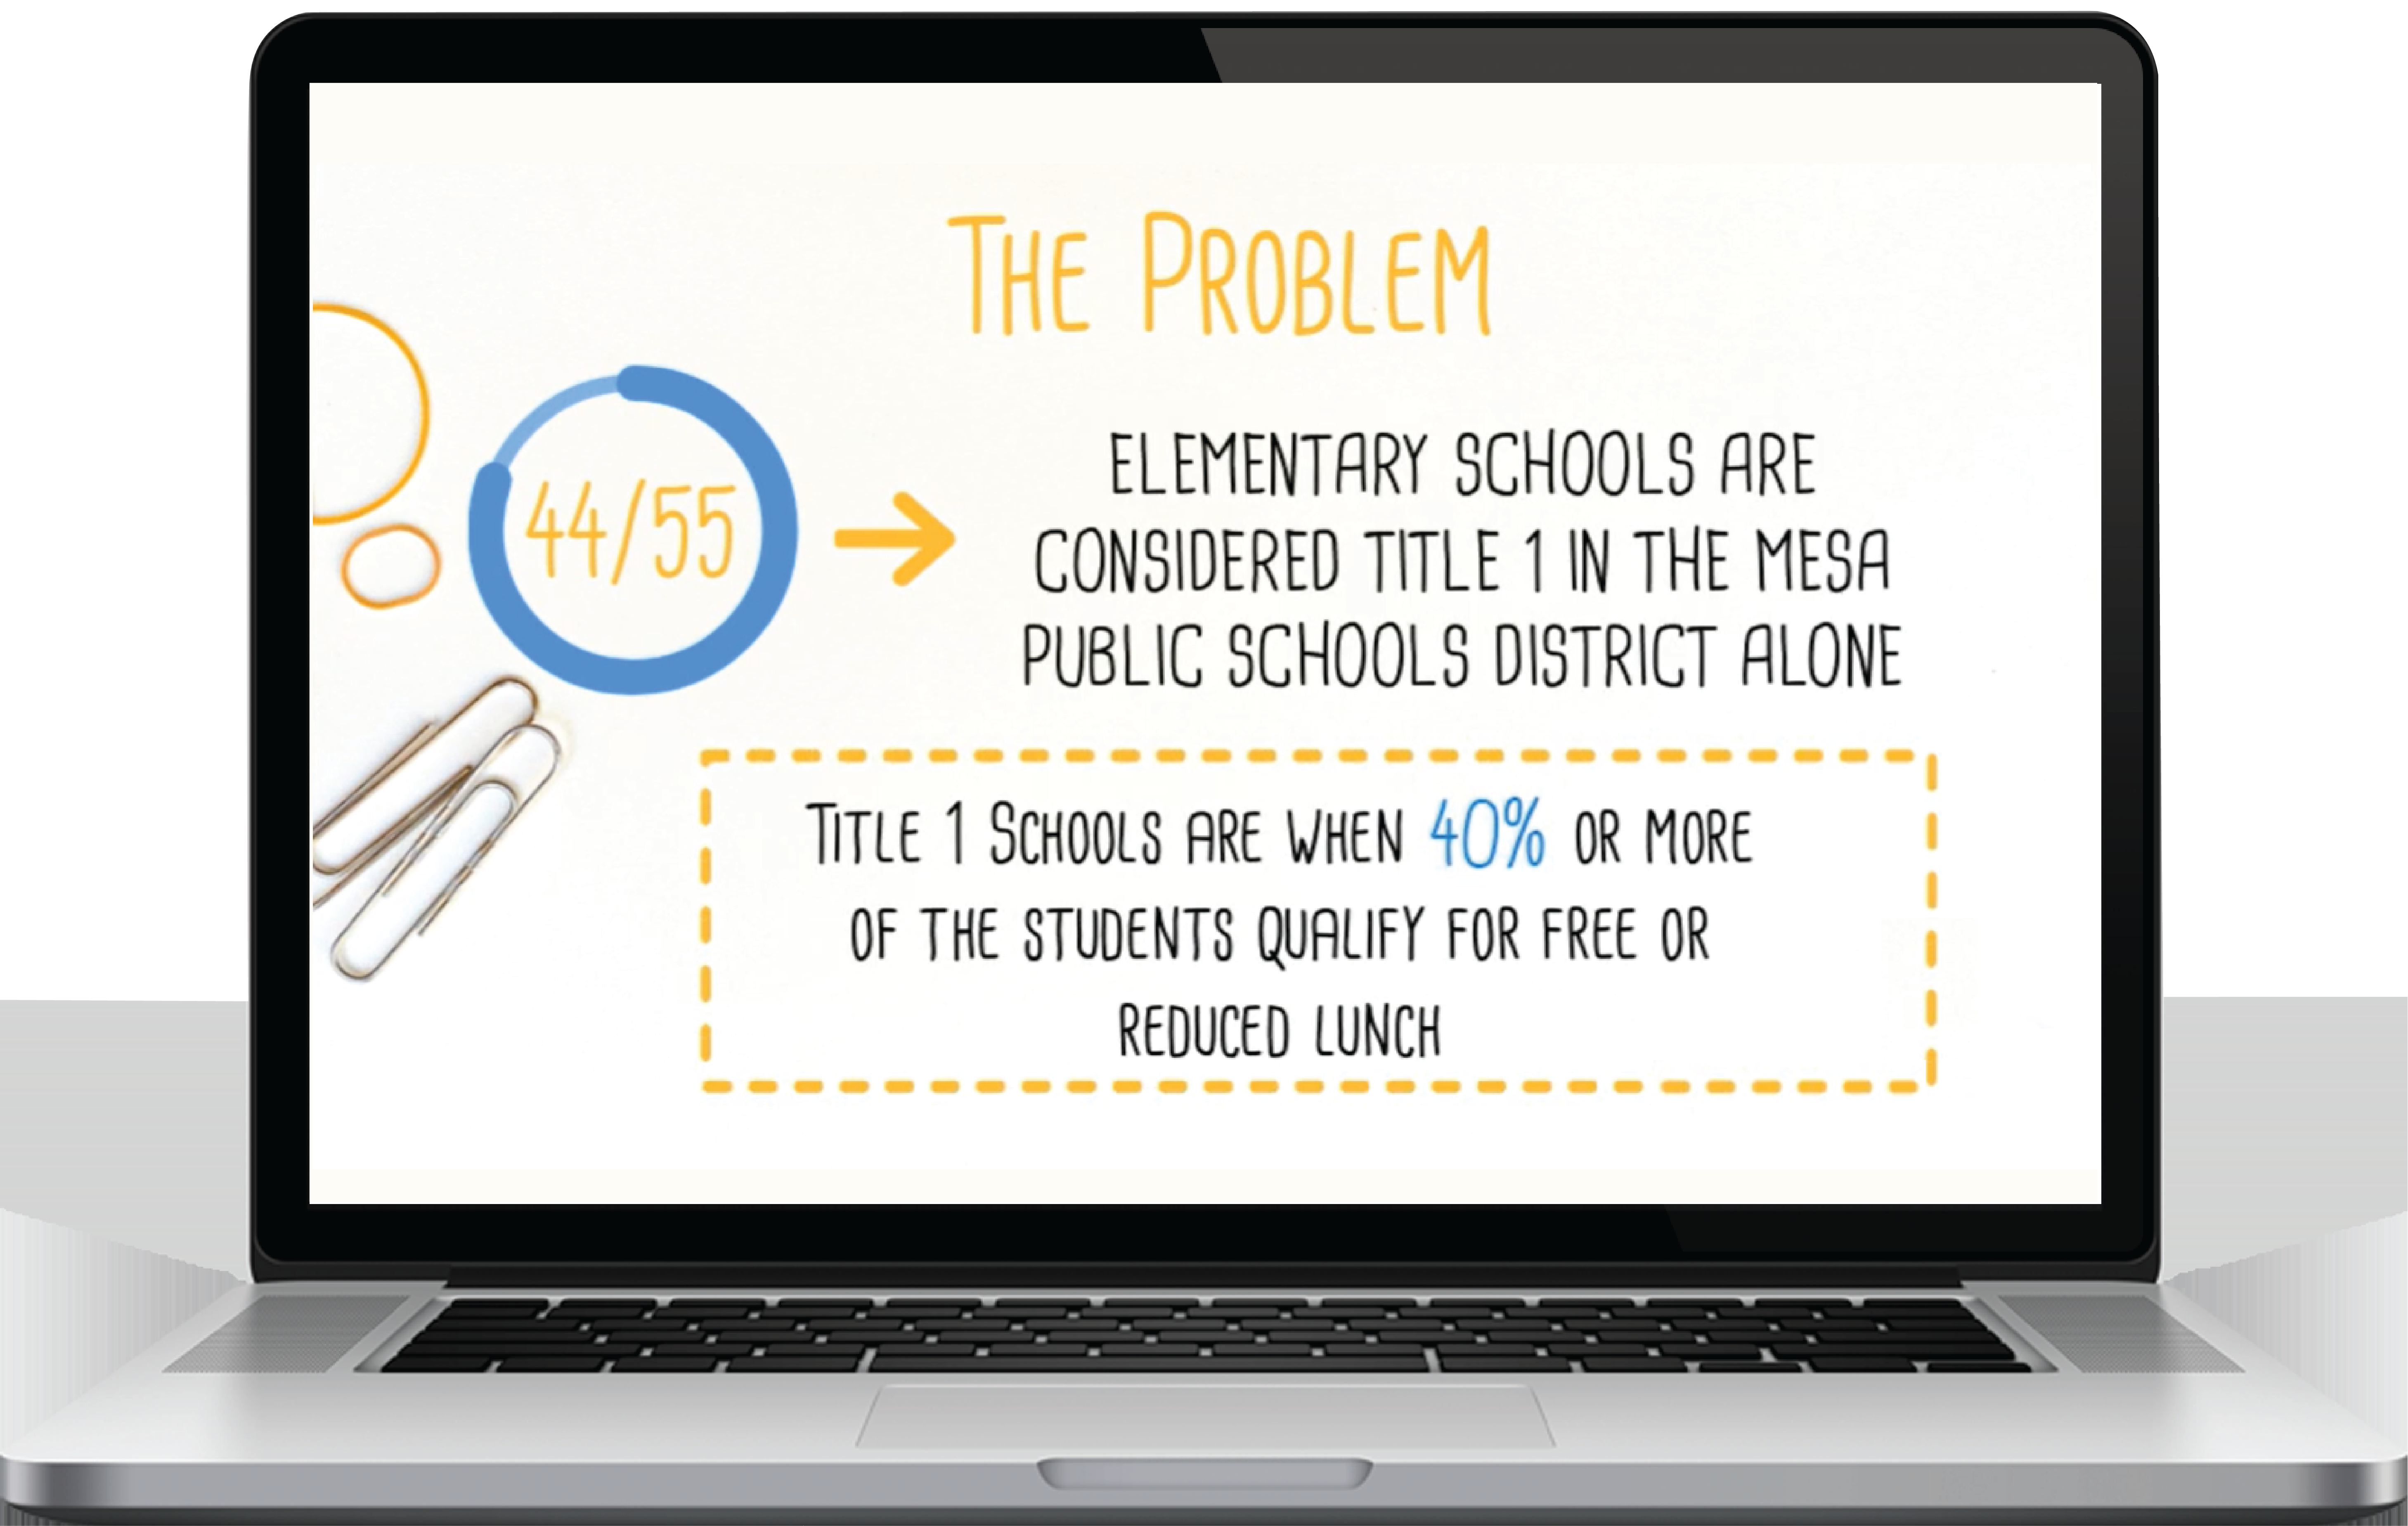 THE PROBLEM
44/55
ELEMENTARY SCHOOLS ARE
CONSIDERED TITLE 1 IN THE MESA
PUBLIC SCHOOLS DISTRICT ALONE
TITLE 1 SCHOOLS ARE WHEN 40% OR MORE
OF THE STUDENTS QUALIFY FOR FREE OR
REDUCED LUNCH